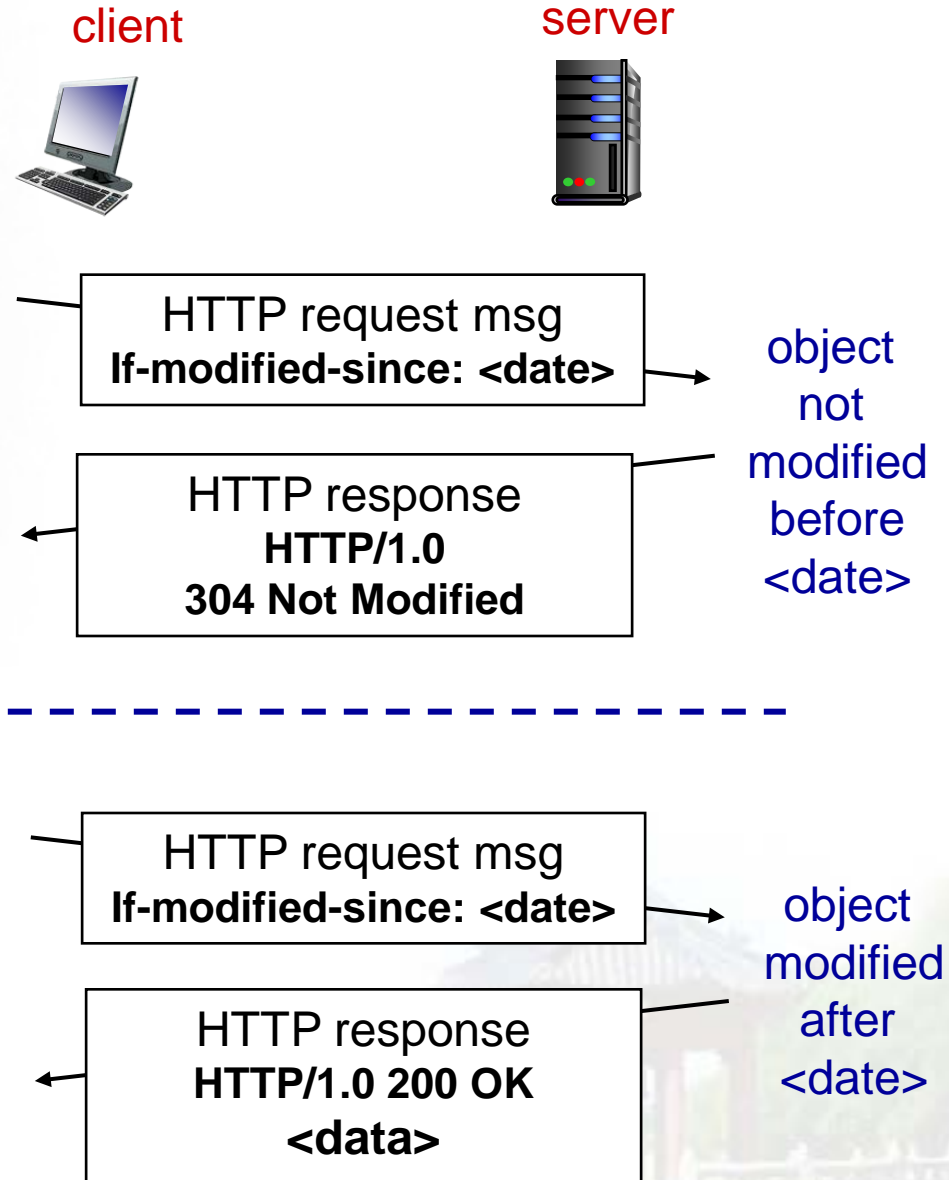 client
server
HTTP request msg
If-modified-since: <date>
object
not
modified
before
<date>
HTTP response
HTTP/1.0
304 Not Modified
HTTP request msg
If-modified-since: <date>
object
modified
after
<date>
HTTP response
HTTP/1.0 200 OK
<data>